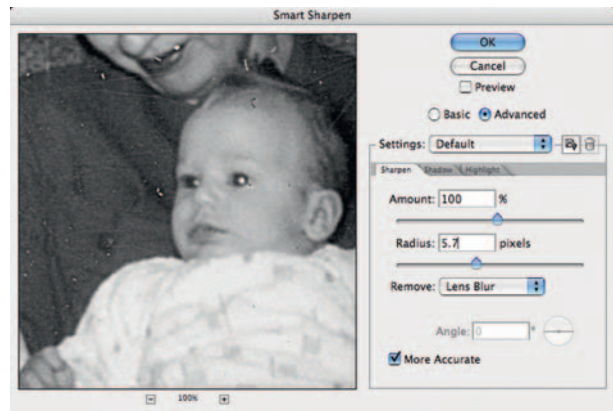 Smart Sharpen
OK
Cancel
Preview
Basic Advanced
Settings: Default
Sharpen Shadow Highlight
Amount: 100 %
Radius: 5.7 pixels
Remove: Lens Blur
Angle: 0 °
More Accurate
100%